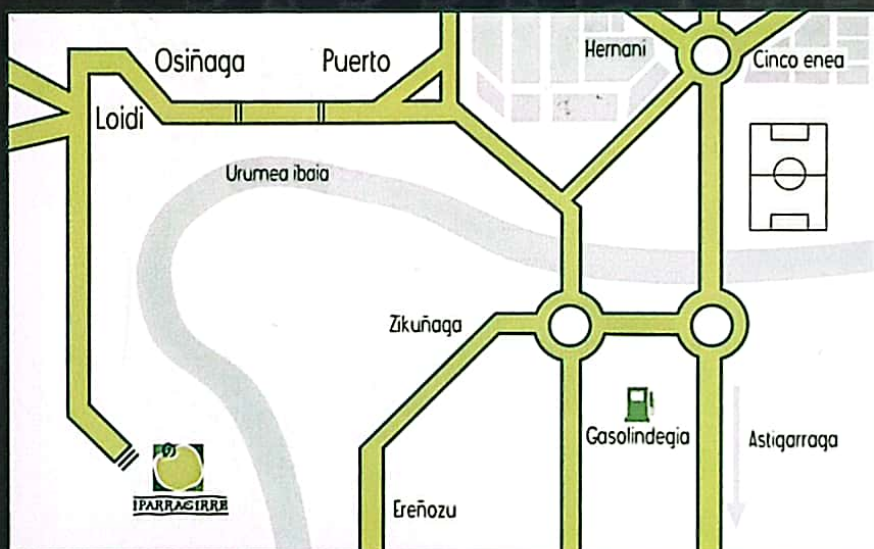 Osiñaga
Puerto
Hernani
Cinco enea
Loidi
Urumea ibaia
Zikuñaga
Gasolindegia
Astigarraga
IPARRAGIRRE
Ereñozu